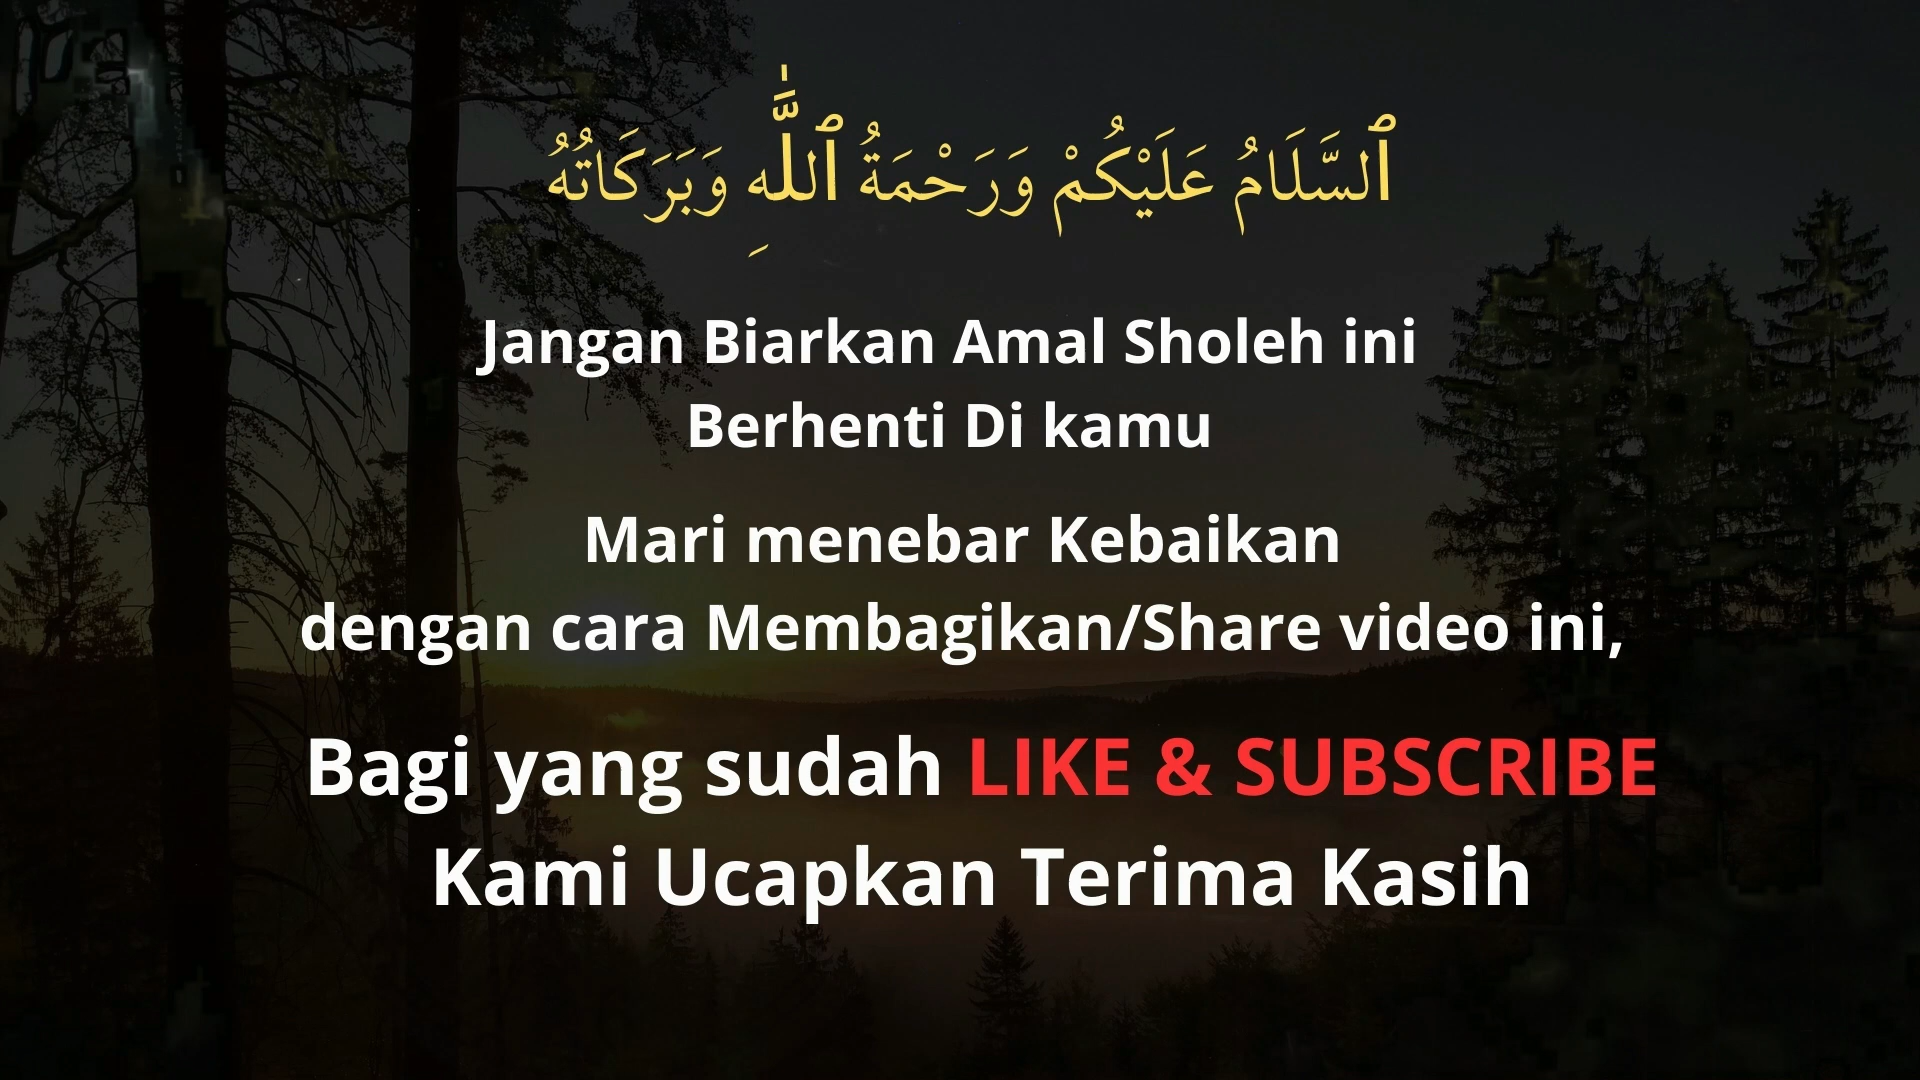 ٱلسَّلَامُ عَلَيْكُمْ وَرَحْمَةُ ٱللَّٰهِ وَبَرَكَاتُهُ
Jangan Biarkan Amal Sholeh ini
Berhenti Di kamu
Mari menebar Kebaikan
dengan cara Membagikan/Share video ini,
Bagi yang sudah LIKE & SUBSCRIBE
Kami Ucapkan Terima Kasih